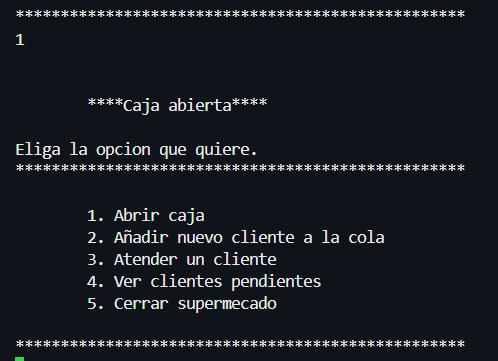 **************************************************
1
****Caja abierta****
Eliga la opcion que quiere.
**************************************************
1. Abrir caja
2. Añadir nuevo cliente a la cola
3. Atender un cliente
4. Ver clientes pendientes
5. Cerrar supermecado
**************************************************